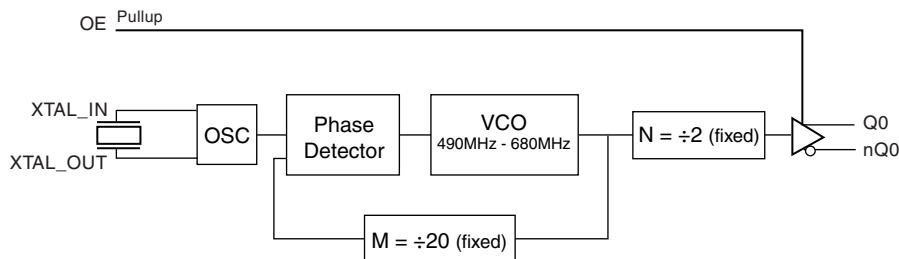 OE Pullup
XTAL_IN
XTAL_OUT
OSC
Phase
Detector
VCO
490MHz - 680MHz
N = ÷2 (fixed)
Q0
nQ0
M = ÷20 (fixed)